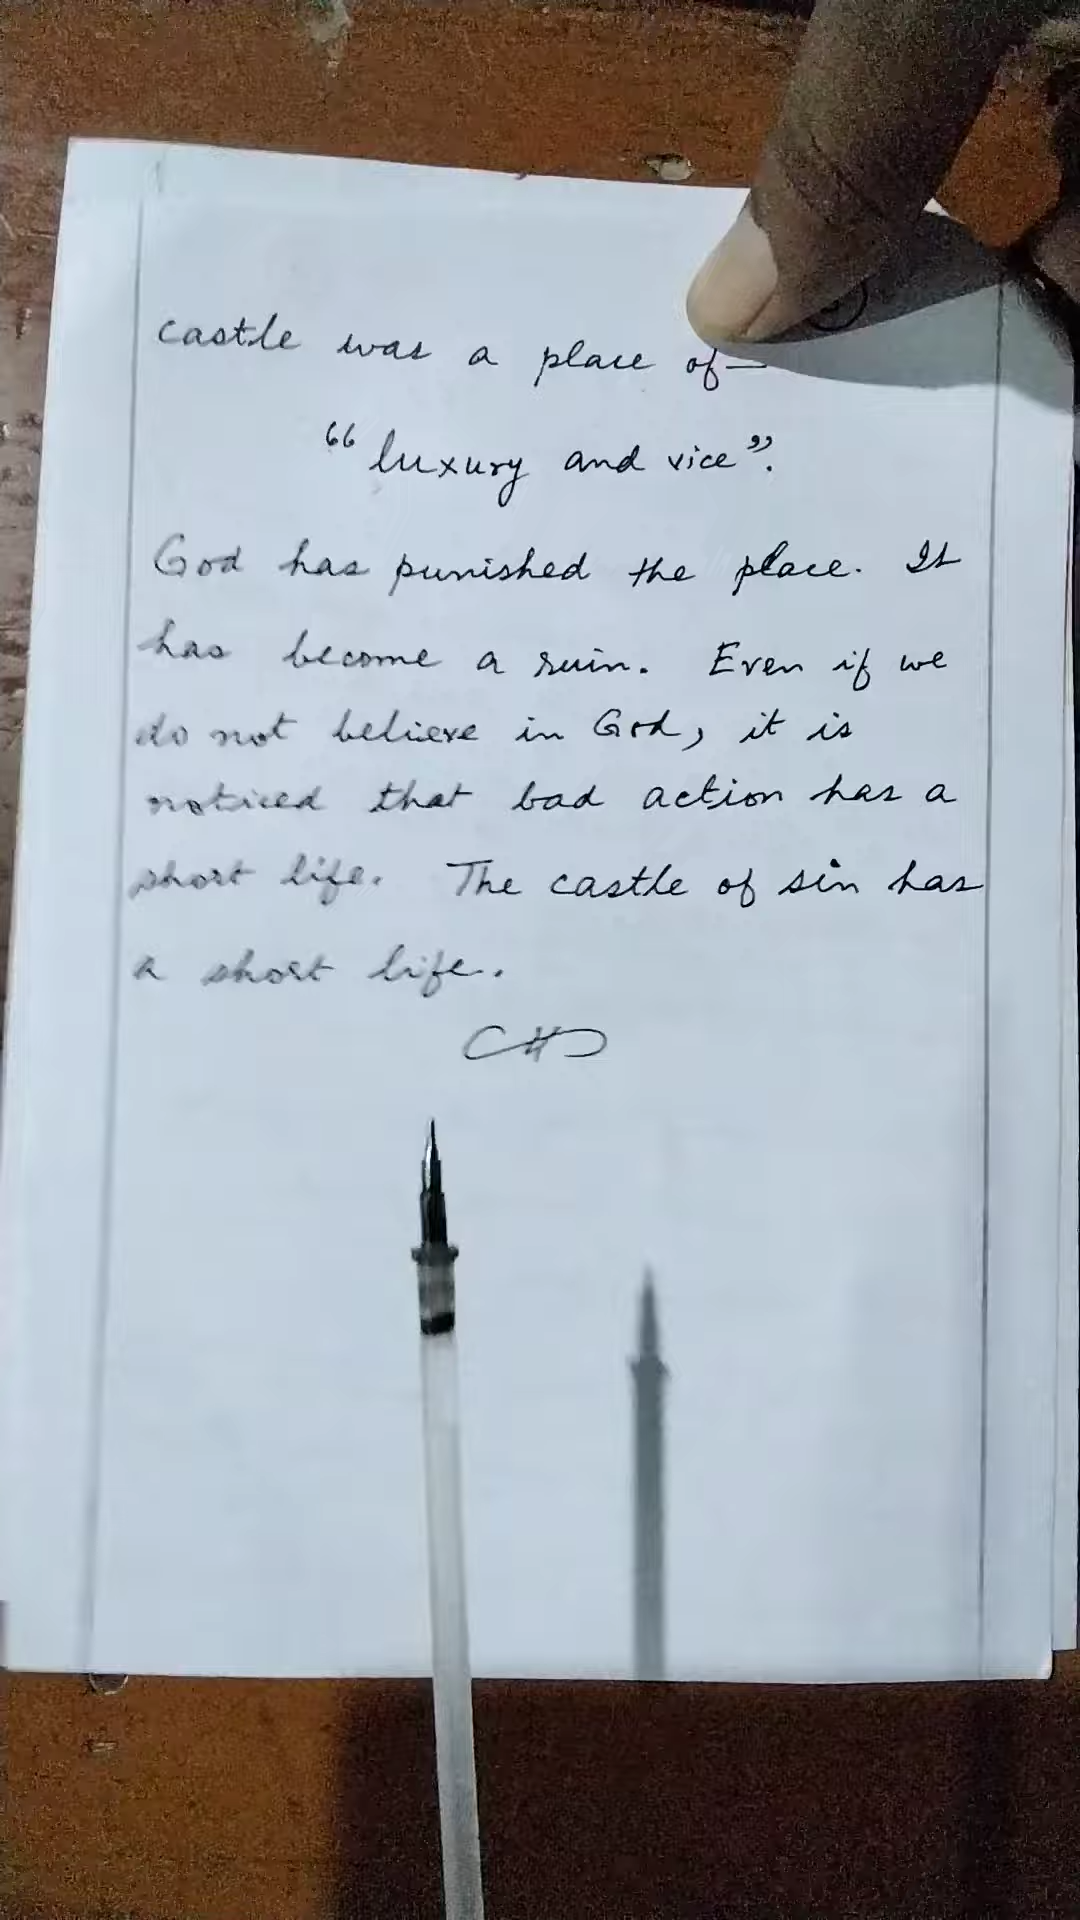 castle was a place of —
"luxury and vice".
God has punished the place. It
has become a ruin. Even if we
do not believe in God, it is
noticed that bad action has a
short life. The castle of sin has
a short life.